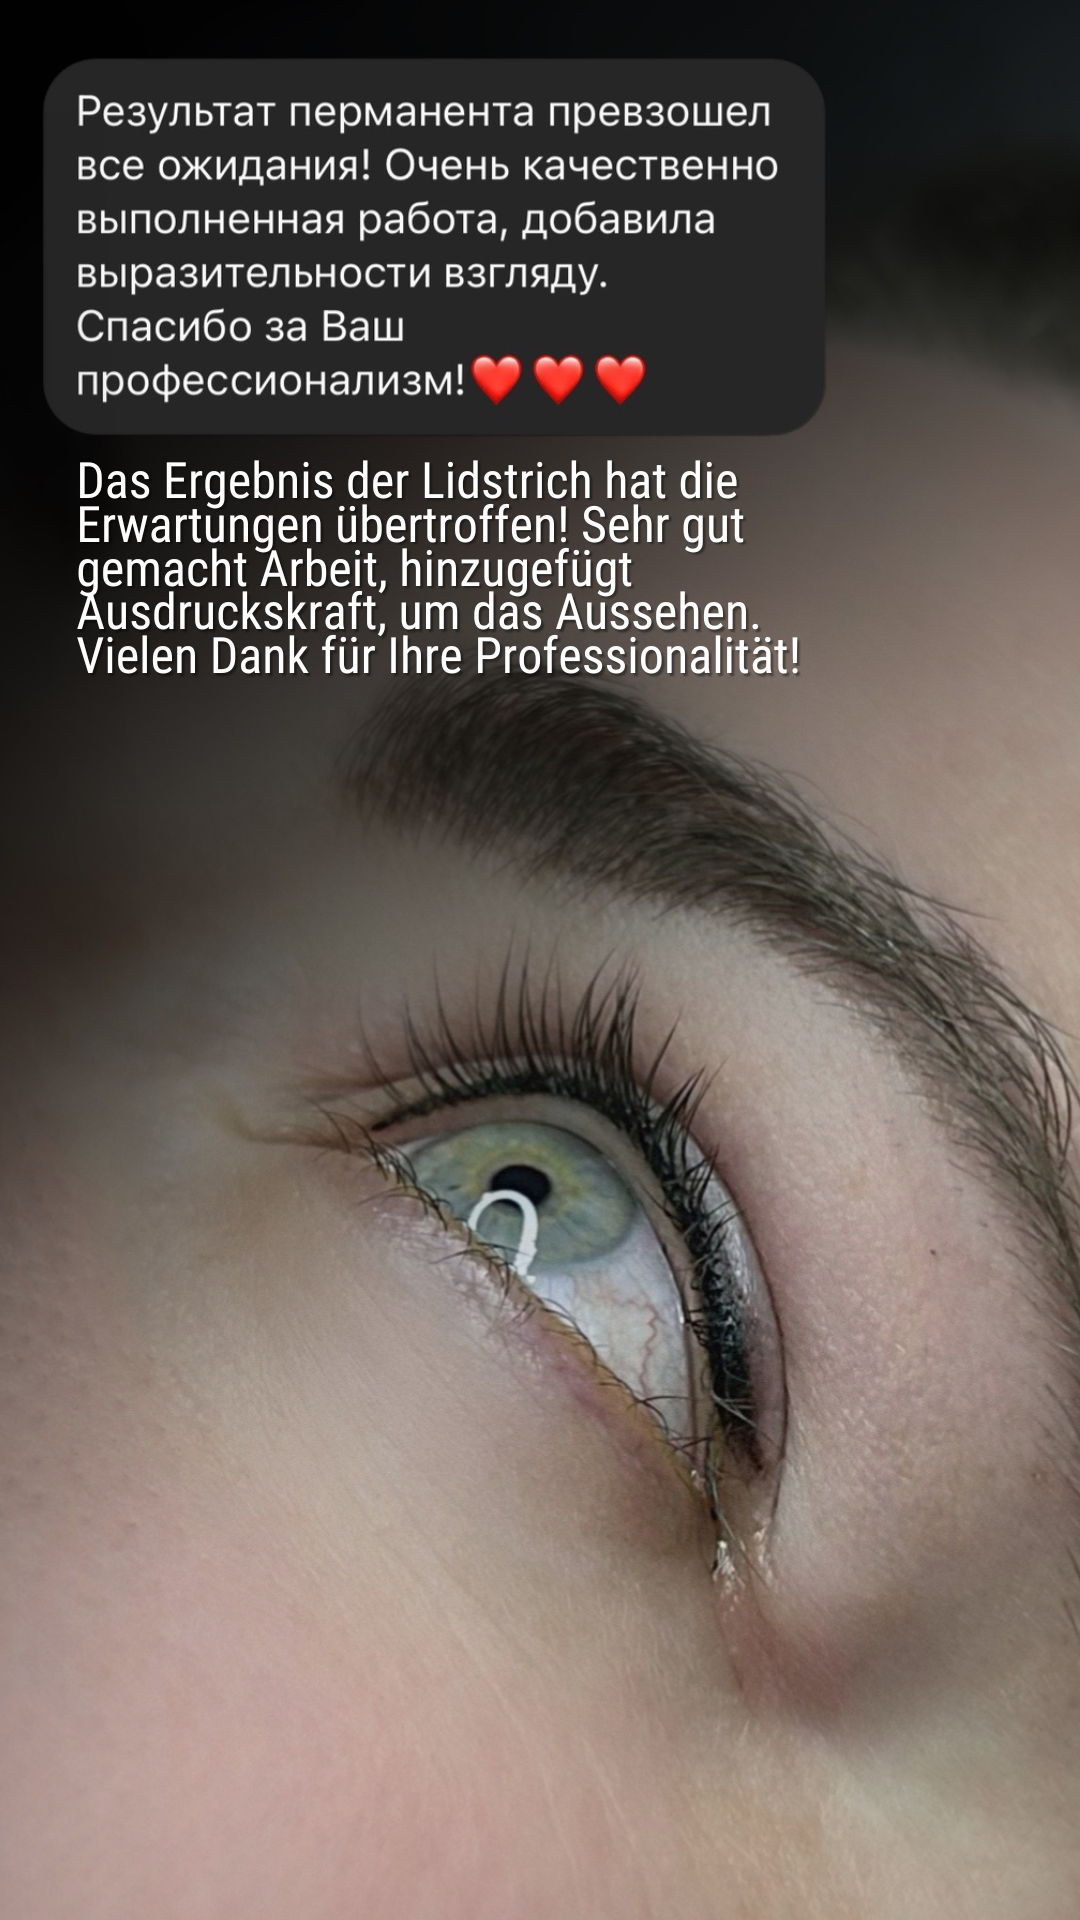 Результат перманента превзошел
все ожидания! Очень качественно
выполненная работа, добавила
выразительности взгляду.
Спасибо за Ваш
профессионализм!❤️❤️❤️
Das Ergebnis der Lidstrich hat die
Erwartungen übertroffen! Sehr gut
gemacht Arbeit, hinzugefügt
Ausdruckskraft, um das Aussehen.
Vielen Dank für Ihre Professionalität!